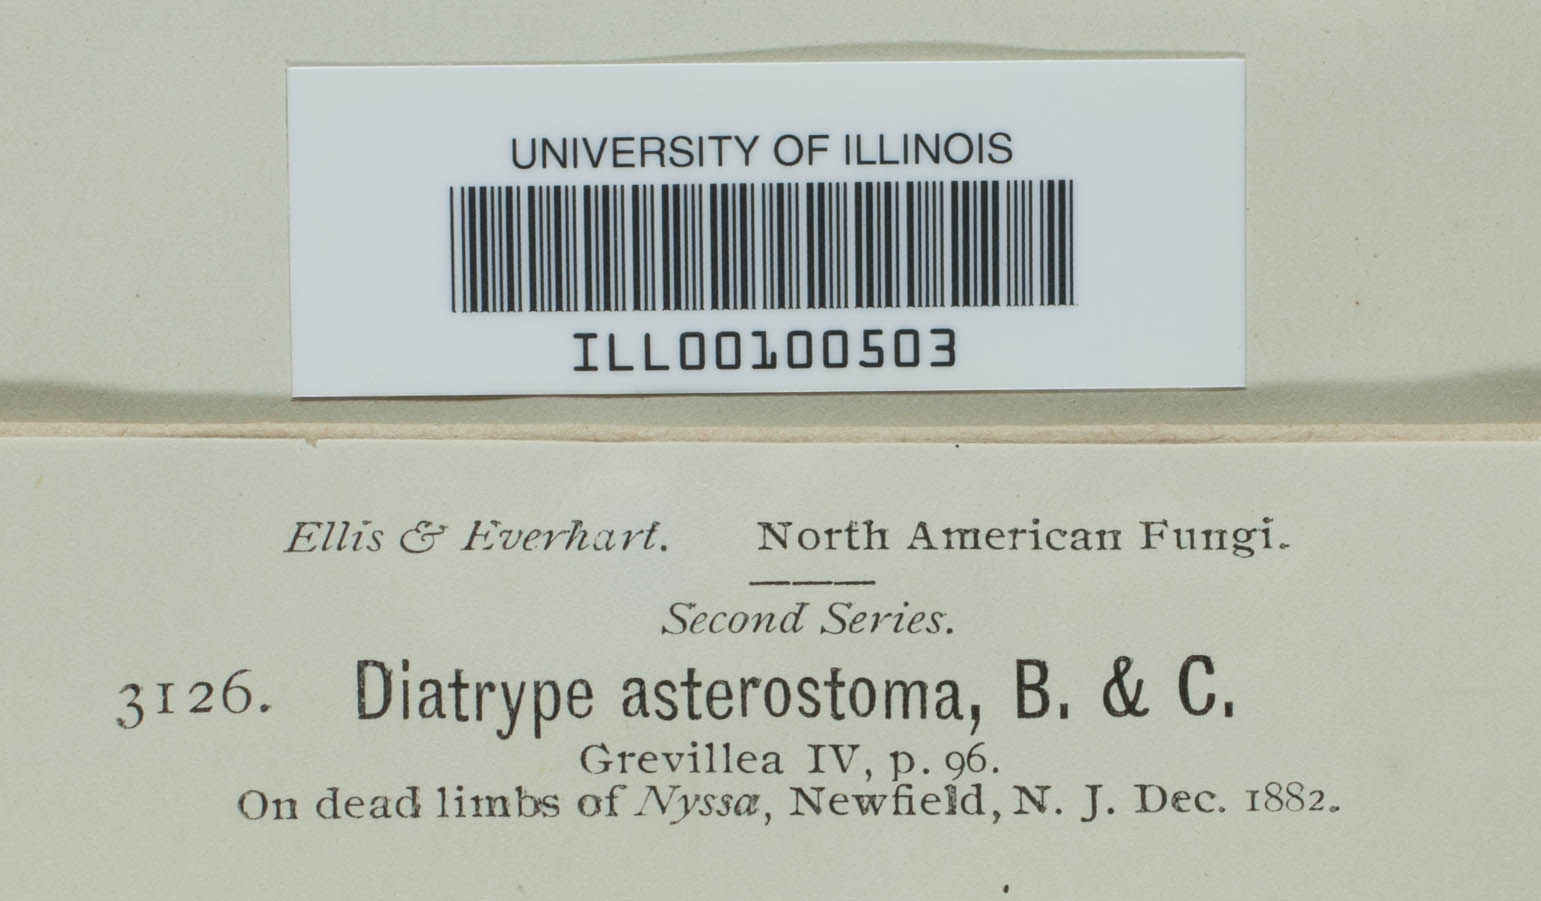 UNIVERSITY OF ILLINOIS
ILL00100503
Ellis & Everhart. North American Fungi.
Second Series.
3126. Diatrype asterostoma, B. & C.
Grevillea IV, p. 96.
On dead limbs of Nyssa, Newfield, N. J. Dec. 1882.